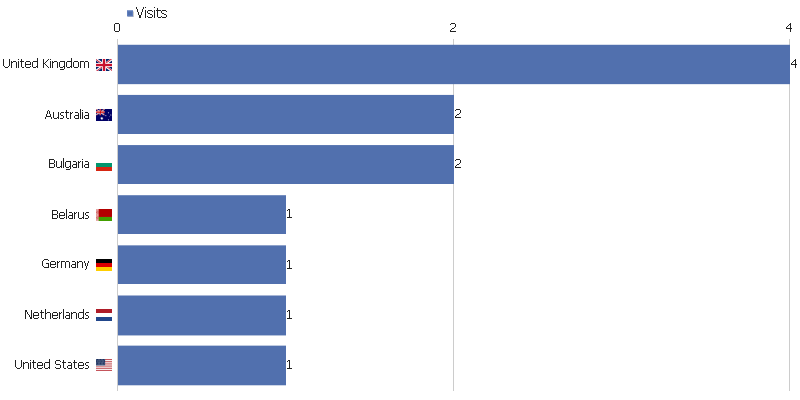 Visits
0 2 4
United Kingdom 4
Australia 2
Bulgaria 2
Belarus 1
Germany 1
Netherlands 1
United States 1